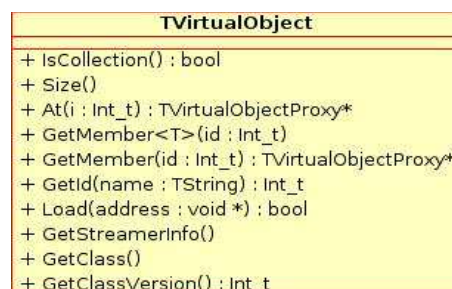 TVirtualObject
+ IsCollection() : bool
+ Size()
+ At(i : Int_t) : TVirtualObjectProxy*
+ GetMember<T>(id : Int_t)
+ GetMember(id : Int_t) : TVirtualObjectProxy*
+ GetId(name : TString) : Int_t
+ Load(address : void *) : bool
+ GetStreamerInfo()
+ GetClass()
+ GetClassVersion() : Int_t